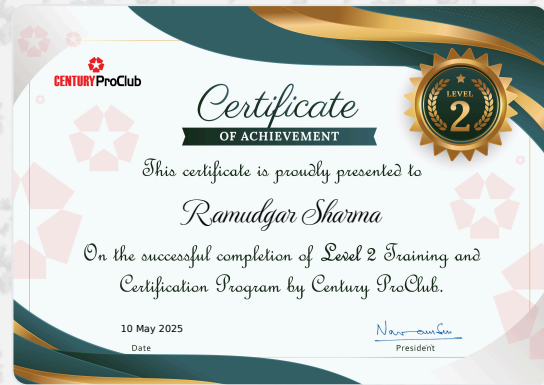 CENTURY ProClub
LEVEL
2
Certificate
OF ACHIEVEMENT
This certificate is proudly presented to
Ramudgar Sharma
On the successful completion of Level 2 Training and
Certification Program by Century ProClub.
10 May 2025
Date
President